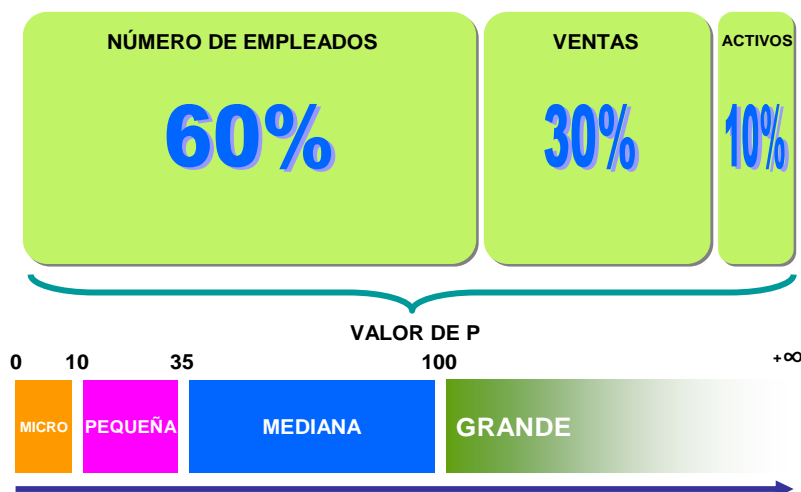 NÚMERO DE EMPLEADOS
VENTAS
ACTIVOS
60%
30%
10%
VALOR DE P
0 10 35 100 +∞
MICRO
PEQUEÑA
MEDIANA
GRANDE